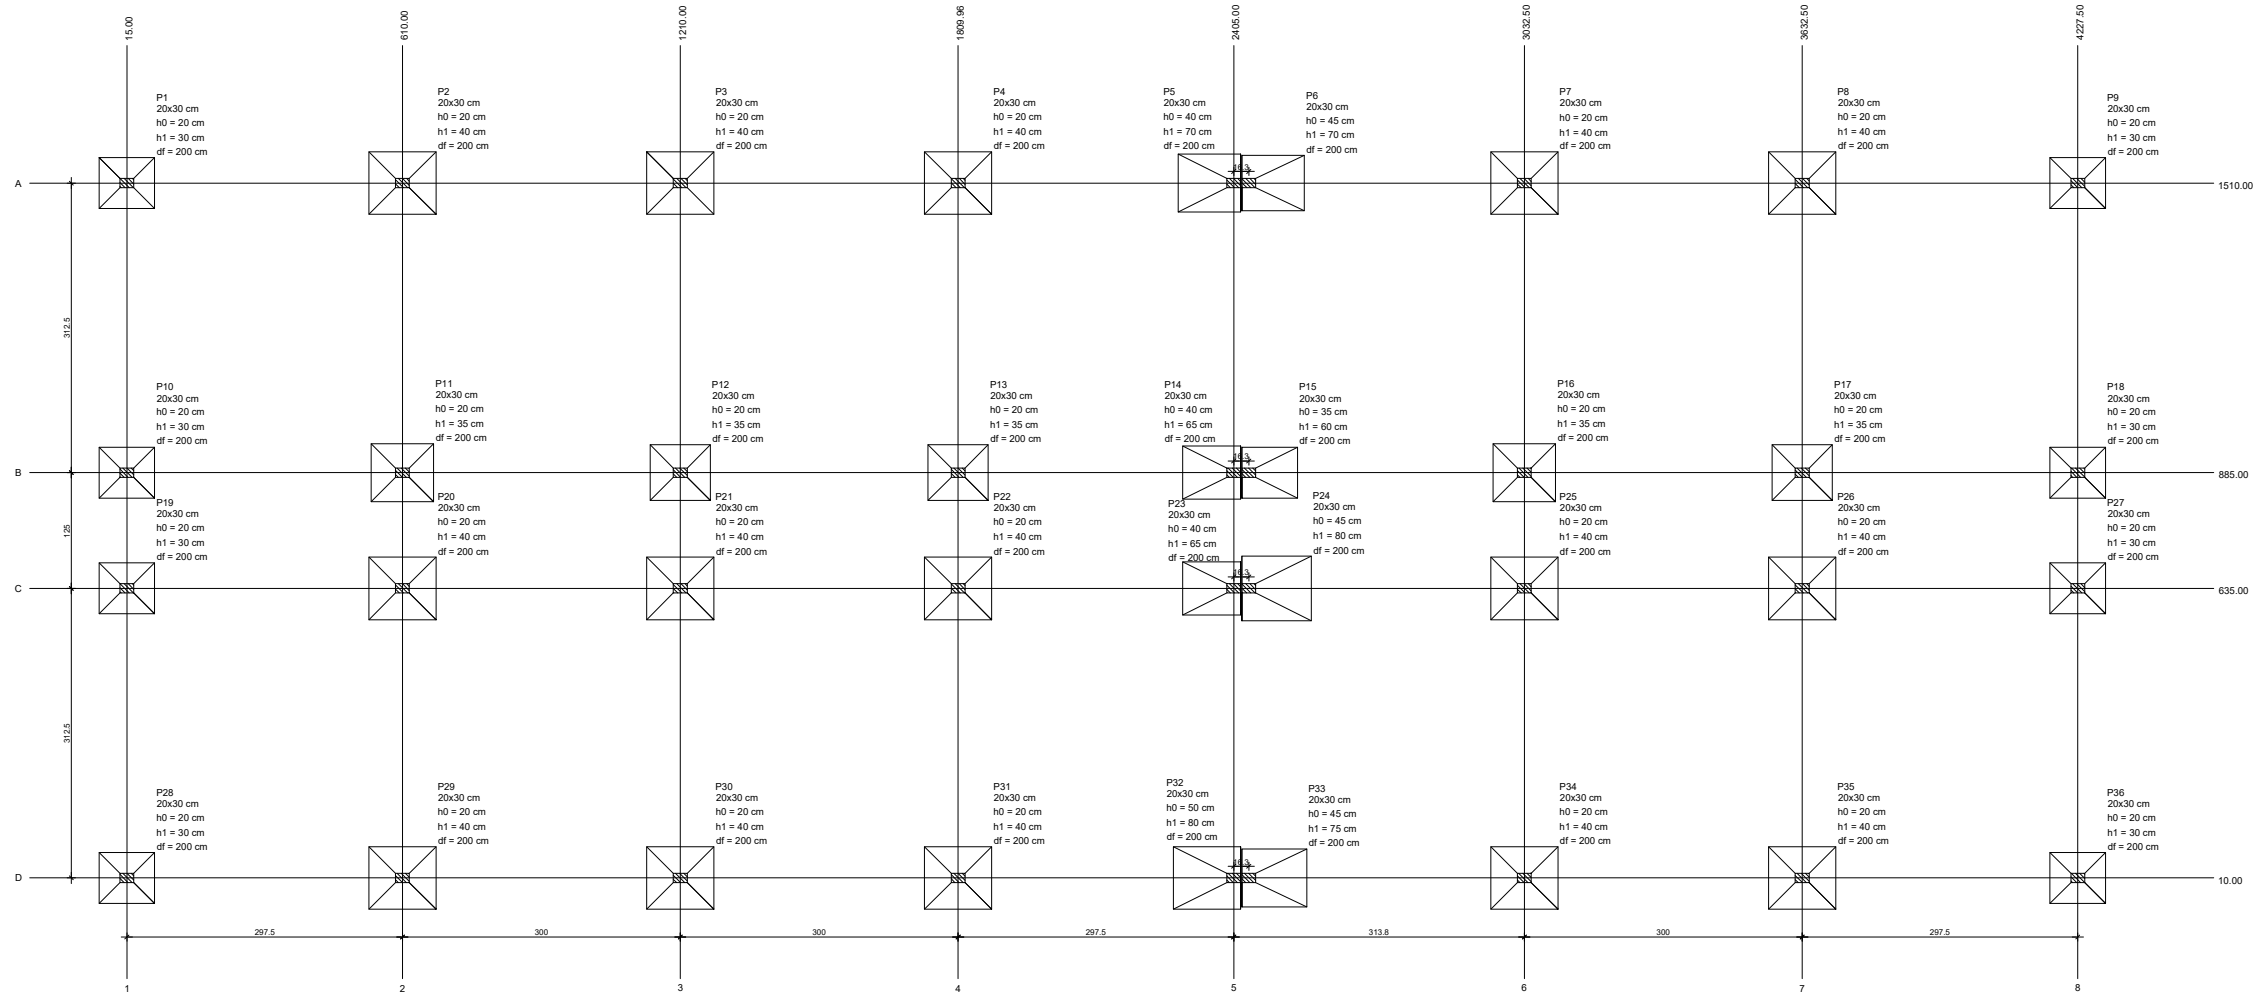 15.00
610.00
1210.00
1809.96
2405.00
3032.50
3632.50
4227.50
P1
20x30 cm
h0 = 20 cm
h1 = 30 cm
df = 200 cm
P2
20x30 cm
h0 = 20 cm
h1 = 40 cm
df = 200 cm
P3
20x30 cm
h0 = 20 cm
h1 = 40 cm
df = 200 cm
P4
20x30 cm
h0 = 20 cm
h1 = 40 cm
df = 200 cm
P5
20x30 cm
h0 = 40 cm
h1 = 70 cm
df = 200 cm
P6
20x30 cm
h0 = 45 cm
h1 = 70 cm
df = 200 cm
P7
20x30 cm
h0 = 20 cm
h1 = 40 cm
df = 200 cm
P8
20x30 cm
h0 = 20 cm
h1 = 40 cm
df = 200 cm
P9
20x30 cm
h0 = 20 cm
h1 = 30 cm
df = 200 cm
16.3
A
1510.00
312.5
P10
20x30 cm
h0 = 20 cm
h1 = 30 cm
df = 200 cm
P11
20x30 cm
h0 = 20 cm
h1 = 35 cm
df = 200 cm
P12
20x30 cm
h0 = 20 cm
h1 = 35 cm
df = 200 cm
P13
20x30 cm
h0 = 20 cm
h1 = 35 cm
df = 200 cm
P14
20x30 cm
h0 = 40 cm
h1 = 65 cm
df = 200 cm
P15
20x30 cm
h0 = 35 cm
h1 = 60 cm
df = 200 cm
P16
20x30 cm
h0 = 20 cm
h1 = 35 cm
df = 200 cm
P17
20x30 cm
h0 = 20 cm
h1 = 35 cm
df = 200 cm
P18
20x30 cm
h0 = 20 cm
h1 = 30 cm
df = 200 cm
16.3
B
885.00
125
P19
20x30 cm
h0 = 20 cm
h1 = 30 cm
df = 200 cm
P20
20x30 cm
h0 = 20 cm
h1 = 40 cm
df = 200 cm
P21
20x30 cm
h0 = 20 cm
h1 = 40 cm
df = 200 cm
P22
20x30 cm
h0 = 20 cm
h1 = 40 cm
df = 200 cm
P23
20x30 cm
h0 = 40 cm
h1 = 65 cm
df = 200 cm
P24
20x30 cm
h0 = 45 cm
h1 = 80 cm
df = 200 cm
P25
20x30 cm
h0 = 20 cm
h1 = 40 cm
df = 200 cm
P26
20x30 cm
h0 = 20 cm
h1 = 40 cm
df = 200 cm
P27
20x30 cm
h0 = 20 cm
h1 = 30 cm
df = 200 cm
16.3
C
635.00
312.5
P28
20x30 cm
h0 = 20 cm
h1 = 30 cm
df = 200 cm
P29
20x30 cm
h0 = 20 cm
h1 = 40 cm
df = 200 cm
P30
20x30 cm
h0 = 20 cm
h1 = 40 cm
df = 200 cm
P31
20x30 cm
h0 = 20 cm
h1 = 40 cm
df = 200 cm
P32
20x30 cm
h0 = 50 cm
h1 = 80 cm
df = 200 cm
P33
20x30 cm
h0 = 45 cm
h1 = 75 cm
df = 200 cm
P34
20x30 cm
h0 = 20 cm
h1 = 40 cm
df = 200 cm
P35
20x30 cm
h0 = 20 cm
h1 = 40 cm
df = 200 cm
P36
20x30 cm
h0 = 20 cm
h1 = 30 cm
df = 200 cm
16.3
D
10.00
297.5
300
300
297.5
313.8
300
297.5
1
2
3
4
5
6
7
8